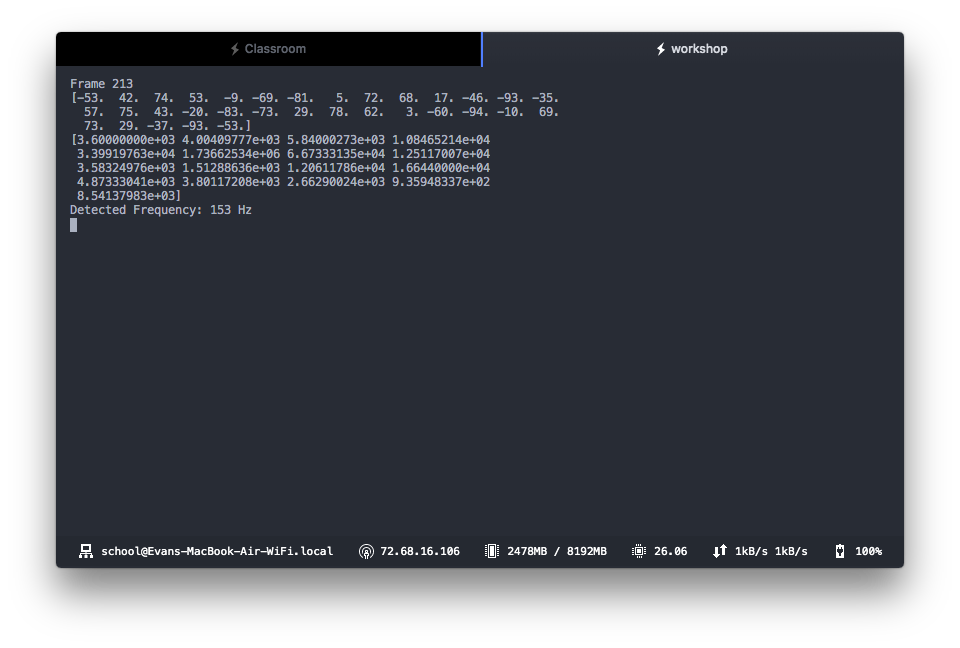 Classroom
workshop
Frame 213
[-53. 42. 74. 53. -9. -69. -81. 5. 72. 68. 17. -46. -93. -35.
57. 75. 43. -20. -83. -73. 29. 78. 62. 3. -60. -94. -10. 69.
73. 29. -37. -93. -53.]
[3.60000000e+03 4.00409777e+03 5.84000273e+03 1.08465214e+04
3.39919763e+04 1.73662534e+06 6.67333135e+04 1.25117007e+04
3.58324976e+03 1.51288636e+03 1.20611786e+04 1.66440000e+04
4.87333041e+03 3.80117208e+03 2.66290024e+03 9.35948337e+02
8.54137983e+03]
Detected Frequency: 153 Hz
school@Evans-MacBook-Air-WiFi.local 72.68.16.106 2478MB / 8192MB 26.06 1kB/s 1kB/s 100%